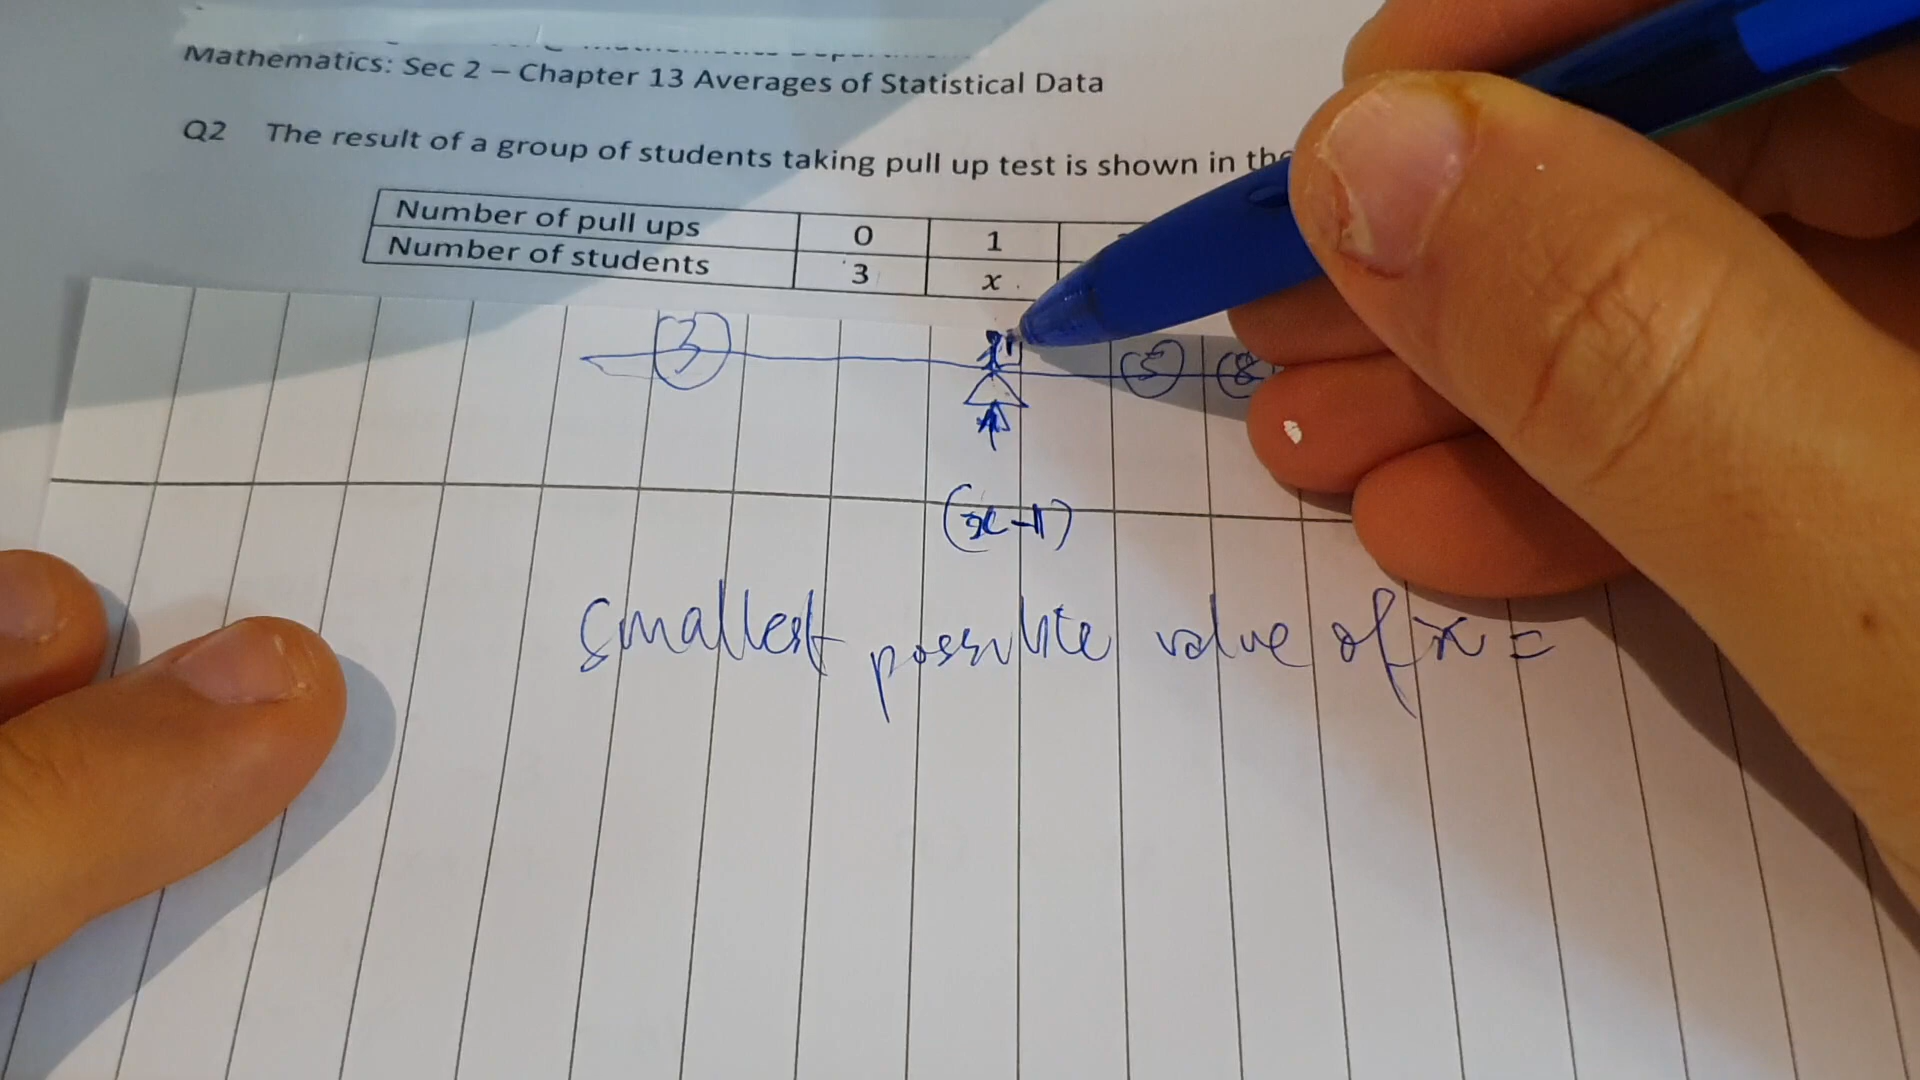 Mathematics: Sec 2 – Chapter 13 Averages of Statistical Data
Q2 The result of a group of students taking pull up test is shown in the
Number of pull ups 0 1
Number of students 3 x
3 5 8
(x-1)
smallest possible value of x =